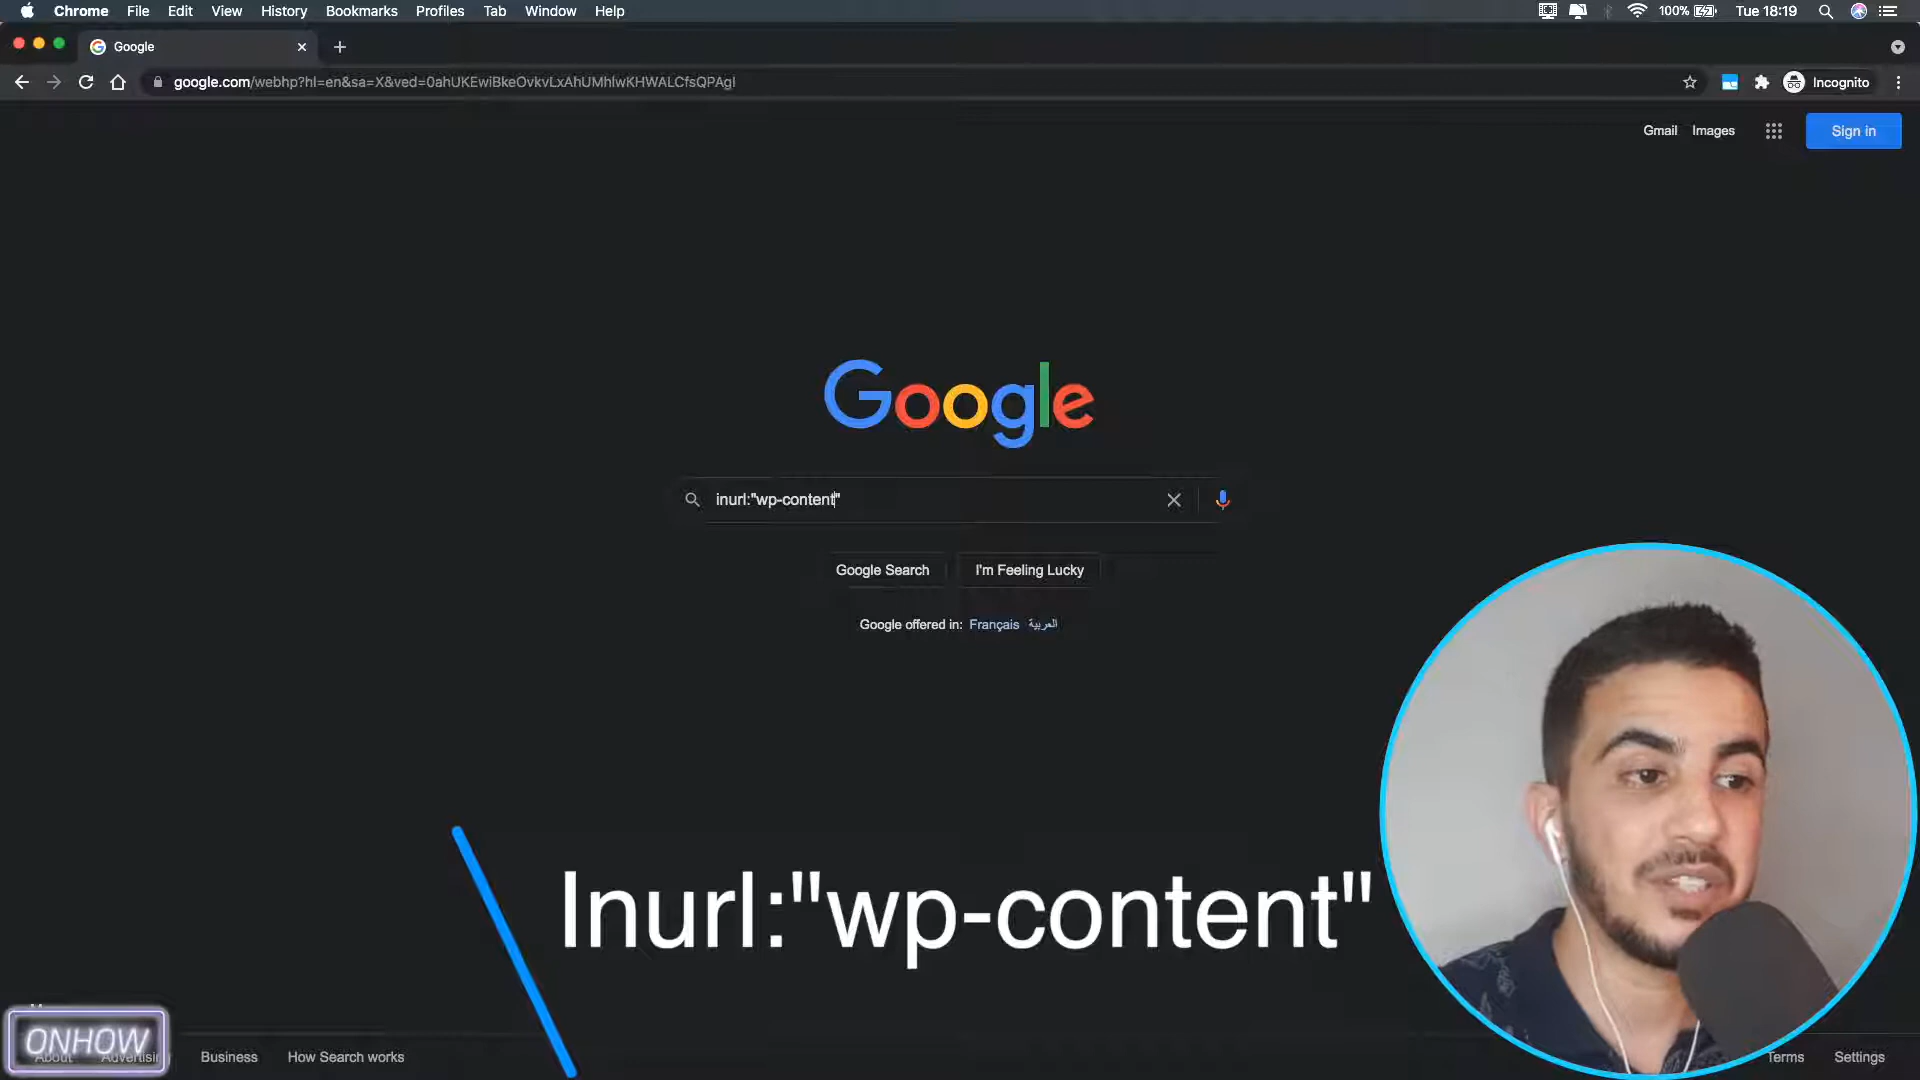 Chrome File Edit View History Bookmarks Profiles Tab Window Help 100% Tue 18:19
Google
google.com/webhp?hl=en&sa=X&ved=0ahUKEwiBkeOvkvLxAhUMhlwKHWALCfsQPAgI Incognito
Gmail Images Sign in
Google
inurl:"wp-content"
Google Search I'm Feeling Lucky
Google offered in: Français العربية
Inurl:"wp-content"
ONHOW
About Advertising Business How Search works Terms Settings